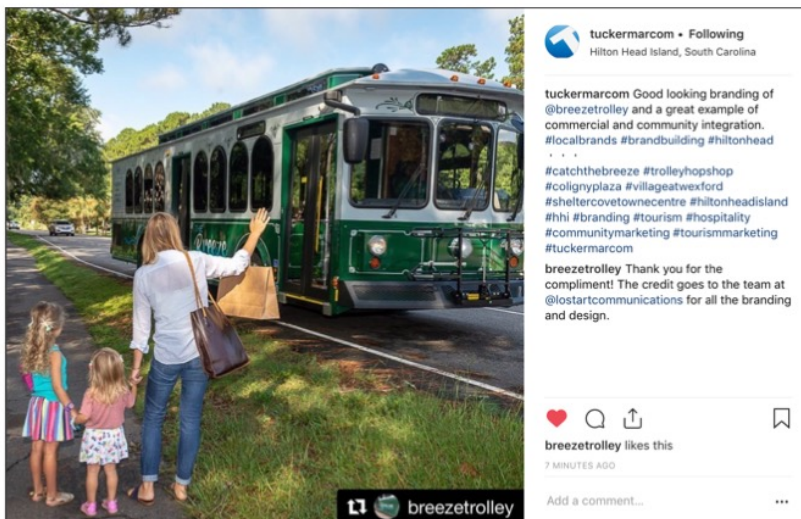 tuckermarcom • Following
Hilton Head Island, South Carolina
tuckermarcom Good looking branding of
@breezetrolley and a great example of
commercial and community integration.
#localbrands #brandbuilding #hiltonhead
. . .
#catchthebreeze #trolleyhopshop
#colignyplaza #villageatwexford
#sheltercovetownecentre #hiltonheadisland
#hhi #branding #tourism #hospitality
#communitymarketing #tourismmarketing
#tuckermarcom
breezetrolley Thank you for the
compliment! The credit goes to the team at
@lostartcommunications for all the branding
and design.
Breeze
breezetrolley likes this
7 MINUTES AGO
breezetrolley
Add a comment...